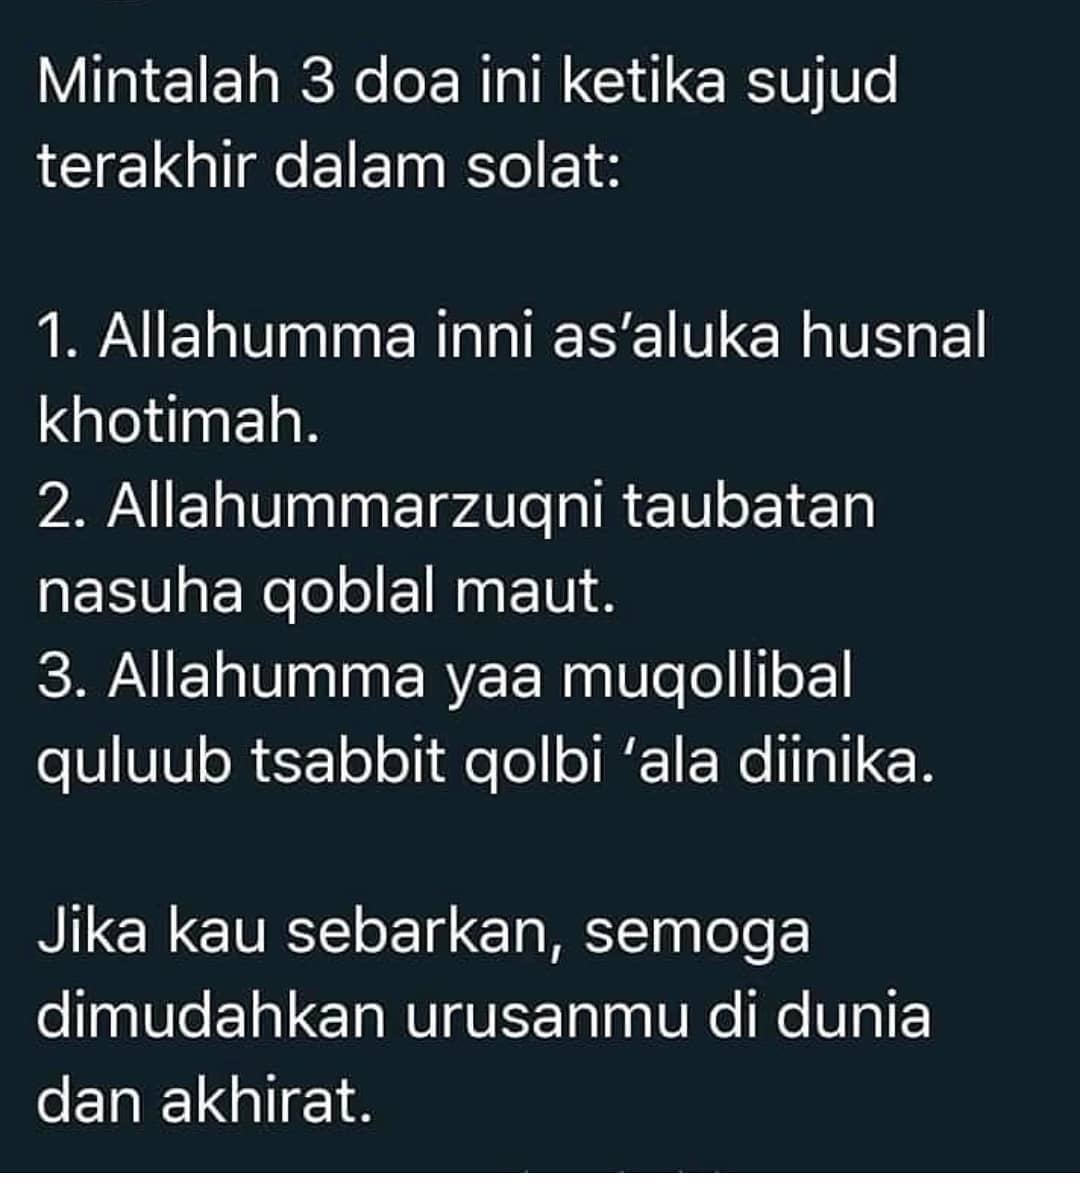 Mintalah 3 doa ini ketika sujud
terakhir dalam solat:
1. Allahumma inni as’aluka husnal
khotimah.
2. Allahummarzuqni taubatan
nasuha qoblal maut.
3. Allahumma yaa muqollibal
quluub tsabbit qolbi ‘ala diinika.
Jika kau sebarkan, semoga
dimudahkan urusanmu di dunia
dan akhirat.